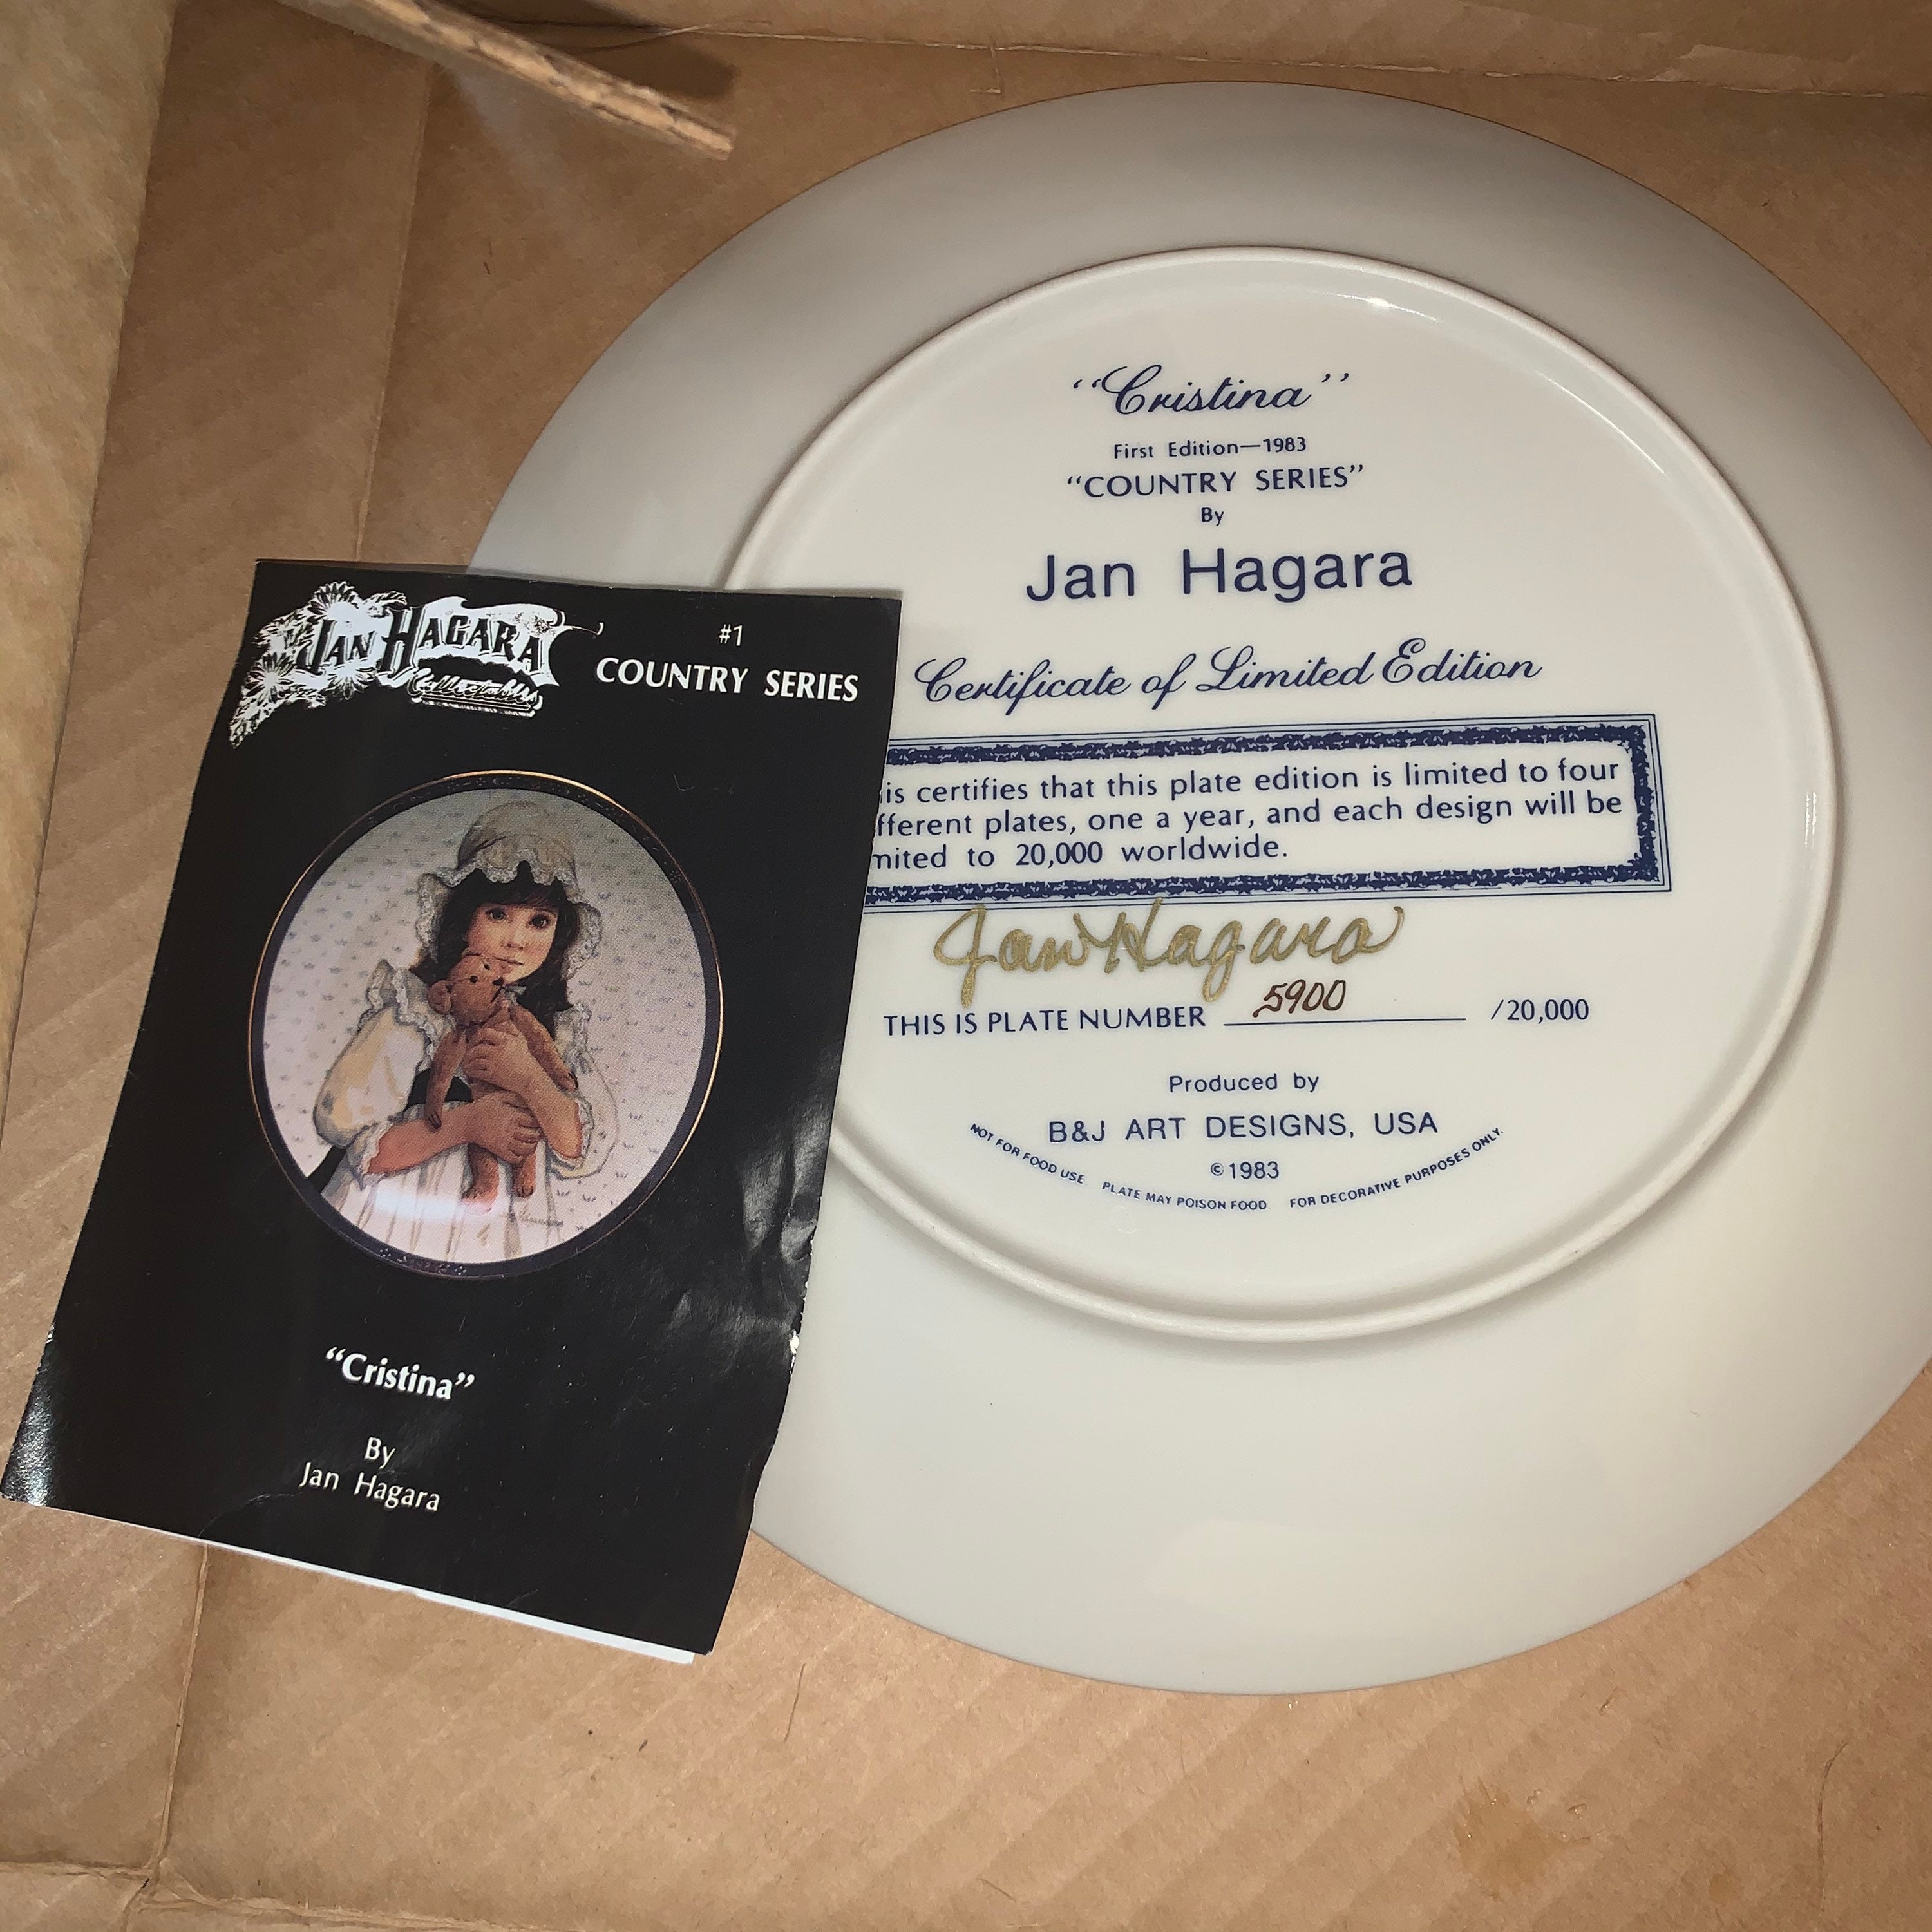 JAN HAGARA
Collectables
#1
COUNTRY SERIES
"Cristina"
By
Jan Hagara
"Cristina"
First Edition—1983
"COUNTRY SERIES"
By
Jan Hagara
Certificate of Limited Edition
is certifies that this plate edition is limited to four
fferent plates, one a year, and each design will be
mited to 20,000 worldwide.
Jan Hagara
THIS IS PLATE NUMBER 5900 /20,000
Produced by
B&J ART DESIGNS, USA
©1983
NOT FOR FOOD USE PLATE MAY POISON FOOD FOR DECORATIVE PURPOSES ONLY.